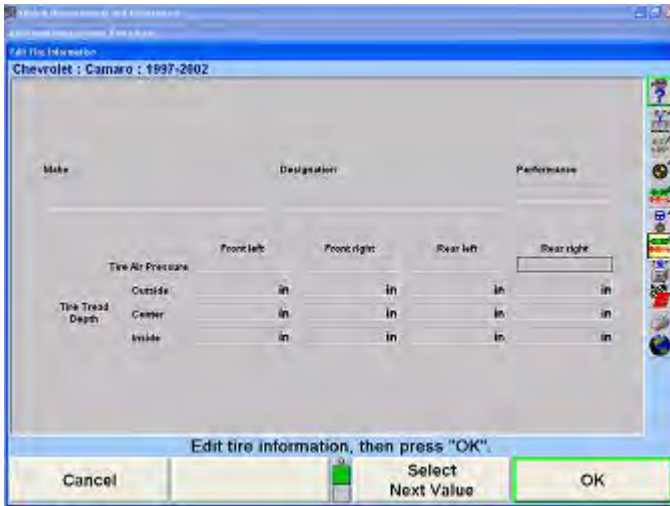 Edit Tire Information
Chevrolet : Camaro : 1997-2002
Make Designation Performance
Front left Front right Rear left Rear right
Tire Air Pressure
Outside in in in in
Tire Tread Depth
Center in in in in
Inside in in in in
Edit tire information, then press "OK".
Cancel Select Next Value OK